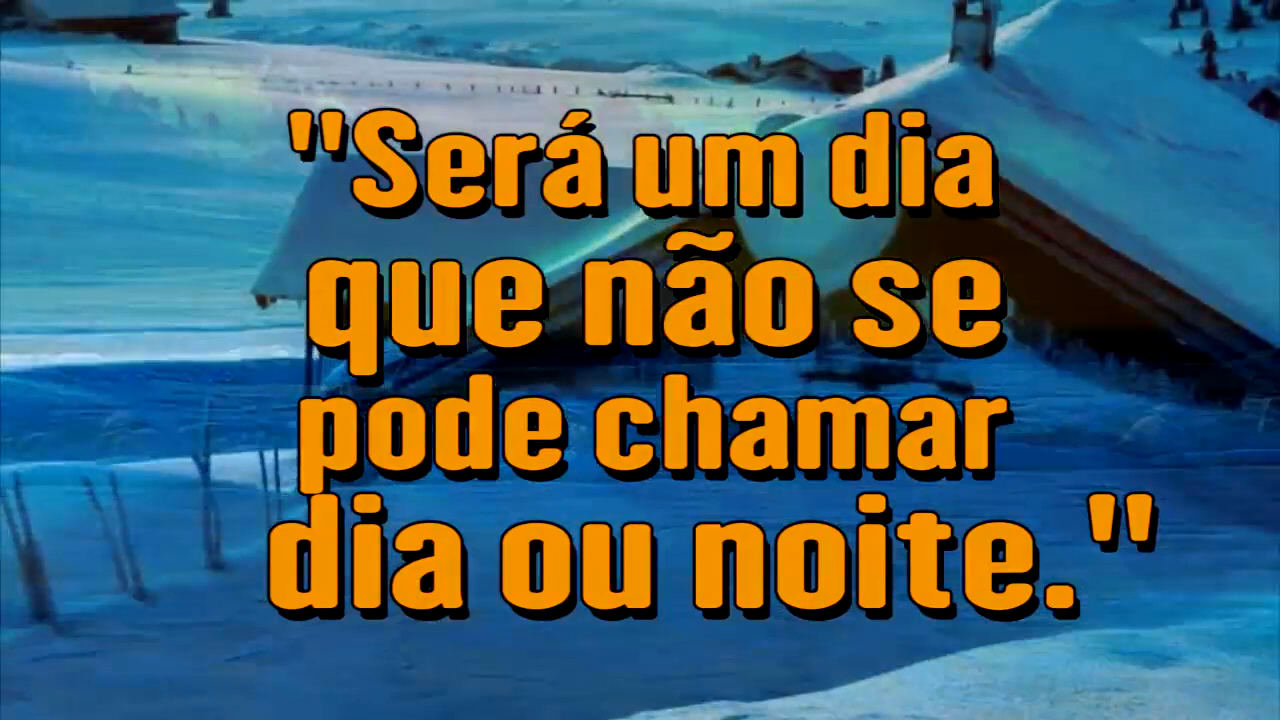 "Será um dia
que não se
pode chamar
dia ou noite."